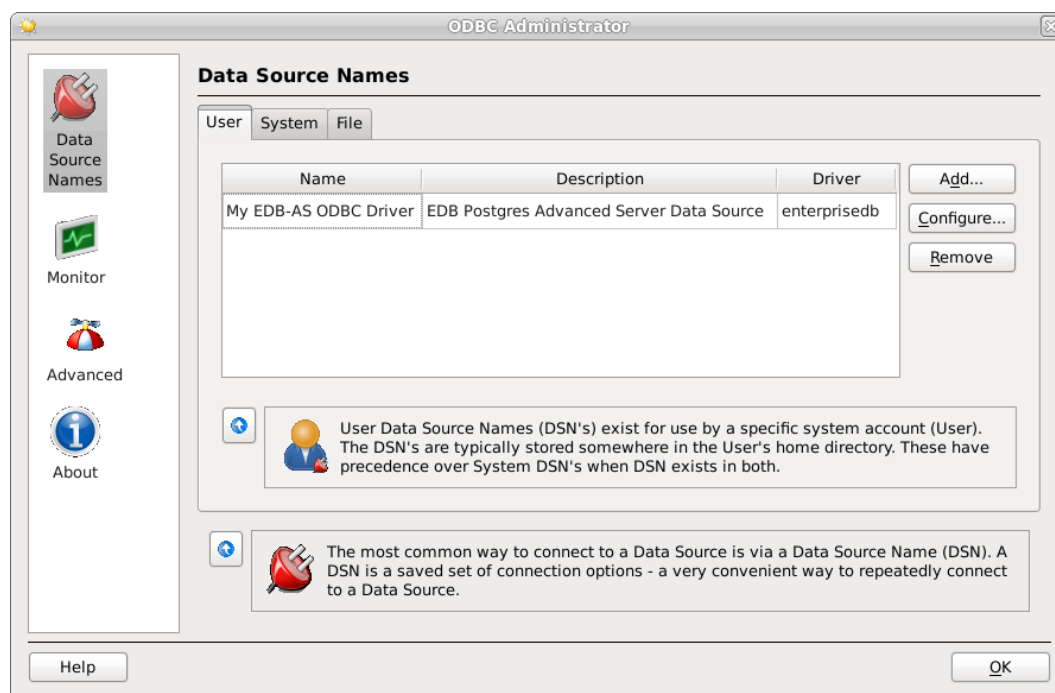 ODBC Administrator
Data
Source
Names
Monitor
Advanced
About
Data Source Names
User System File
Name Description Driver
My EDB-AS ODBC Driver EDB Postgres Advanced Server Data Source enterprisedb
Add...
Configure...
Remove
User Data Source Names (DSN's) exist for use by a specific system account (User).
The DSN's are typically stored somewhere in the User's home directory. These have
precedence over System DSN's when DSN exists in both.
The most common way to connect to a Data Source is via a Data Source Name (DSN). A
DSN is a saved set of connection options - a very convenient way to repeatedly connect
to a Data Source.
Help
OK